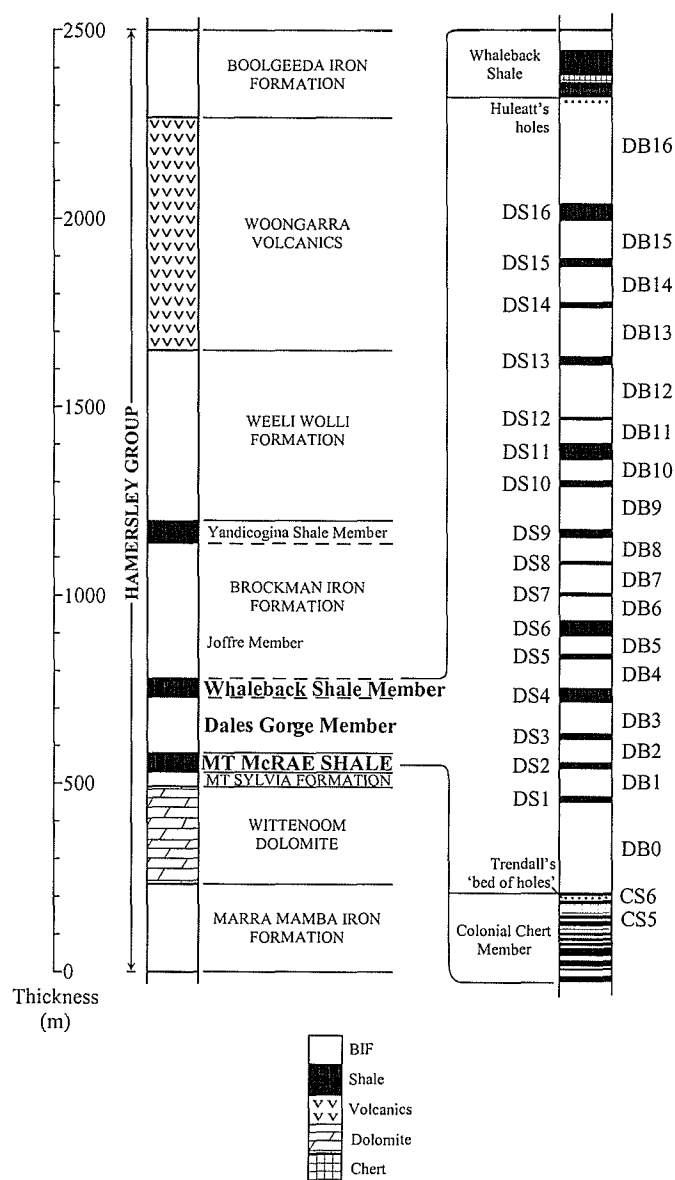 2500
2000
1500
1000
500
0
Thickness
(m)
HAMERSLEY GROUP
BOOLGEEDA IRON
FORMATION
WOONGARRA
VOLCANICS
WEELI WOLLI
FORMATION
Yandicogina Shale Member
BROCKMAN IRON
FORMATION
Joffre Member
Whaleback Shale Member
Dales Gorge Member
MT McRAE SHALE
MT SYLVIA FORMATION
WITTENOOM
DOLOMITE
MARRA MAMBA IRON
FORMATION
Whaleback
Shale
Huleatt's
holes
DS16
DS15
DS14
DS13
DS12
DS11
DS10
DS9
DS8
DS7
DS6
DS5
DS4
DS3
DS2
DS1
Trendall's
'bed of holes'
Colonial Chert
Member
DB16
DB15
DB14
DB13
DB12
DB11
DB10
DB9
DB8
DB7
DB6
DB5
DB4
DB3
DB2
DB1
DB0
CS6
CS5
BIF
Shale
Volcanics
Dolomite
Chert